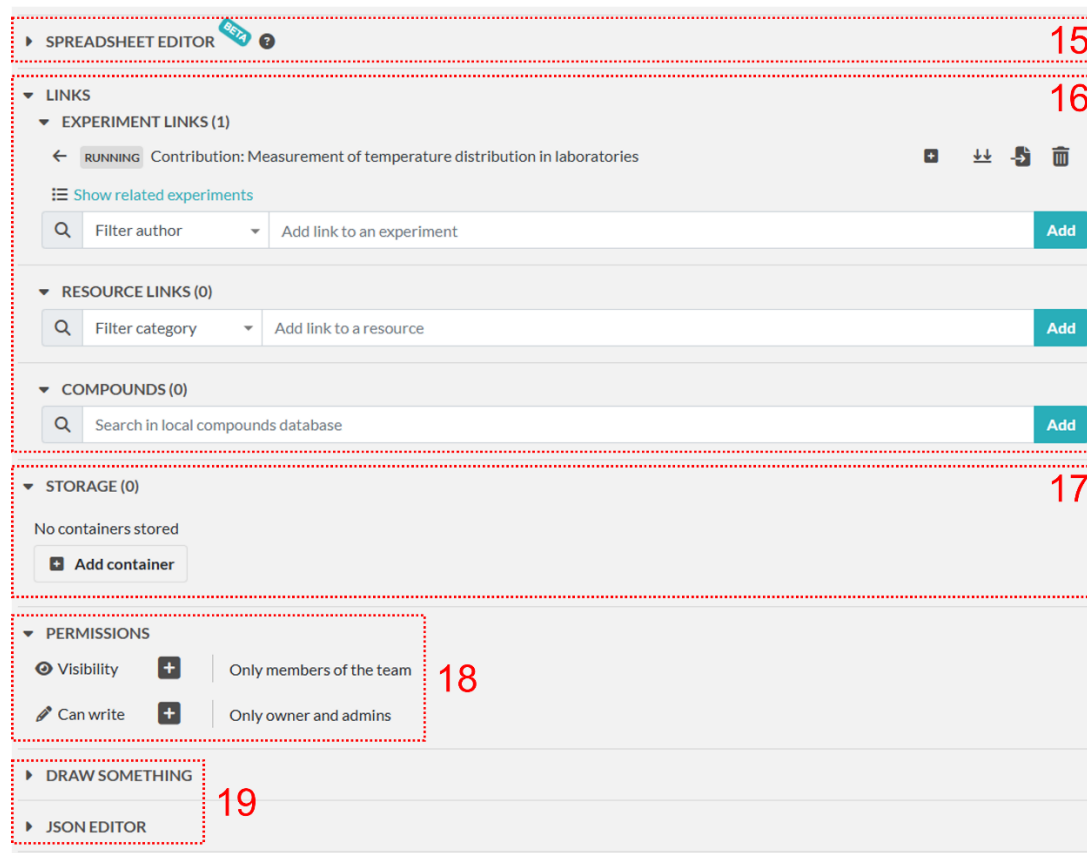 SPREADSHEET EDITOR BETA ? 15
LINKS 16
EXPERIMENT LINKS (1)
RUNNING Contribution: Measurement of temperature distribution in laboratories
Show related experiments
Filter author Add link to an experiment Add
RESOURCE LINKS (0)
Filter category Add link to a resource Add
COMPOUNDS (0)
Search in local compounds database Add
STORAGE (0) 17
No containers stored
Add container
PERMISSIONS
Visibility Only members of the team 18
Can write Only owner and admins
DRAW SOMETHING
19
JSON EDITOR